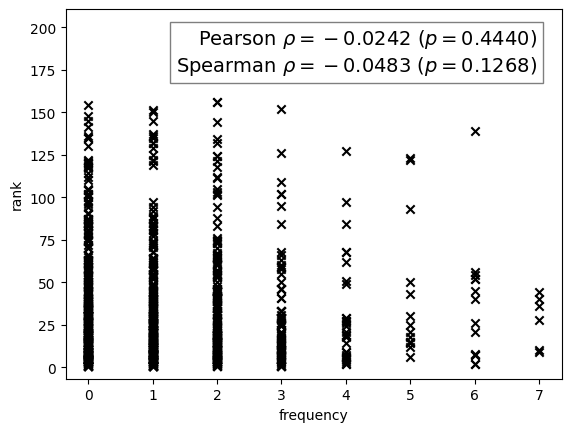 200
175
150
125
100
75
50
25
0
rank
Pearson ρ = −0.0242 (p = 0.4440)
Spearman ρ = −0.0483 (p = 0.1268)
0 1 2 3 4 5 6 7
frequency